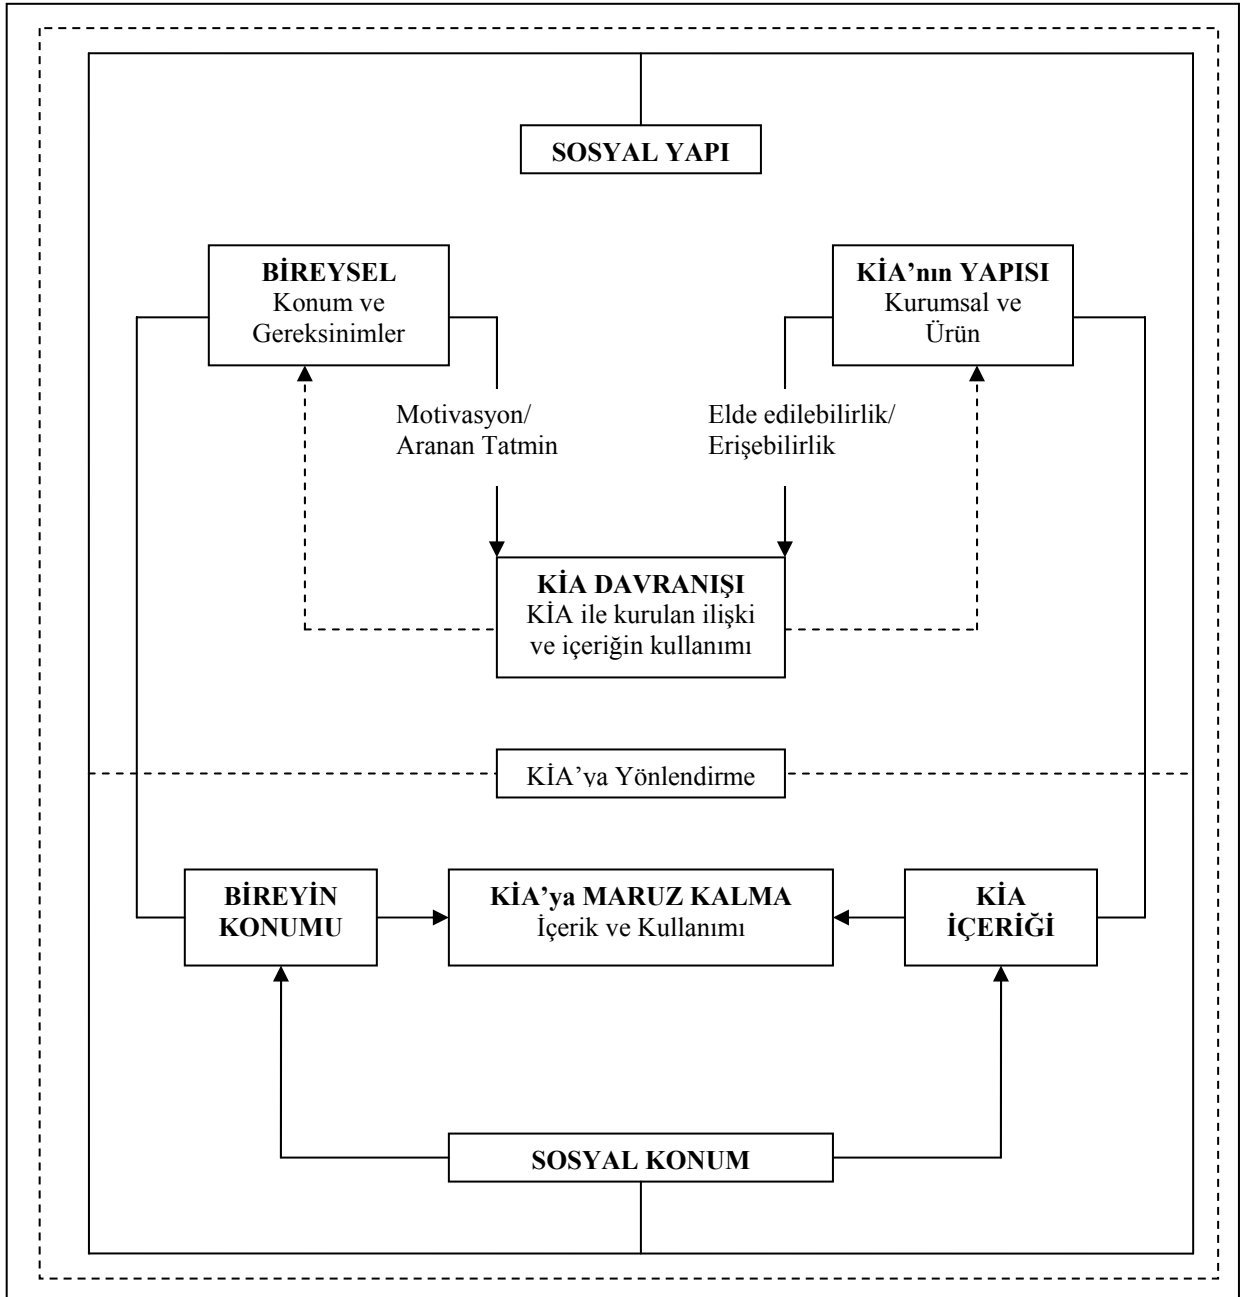 SOSYAL YAPI
BİREYSEL
Konum ve
Gereksinimler
KİA’nın YAPISI
Kurumsal ve
Ürün
Motivasyon/
Aranan Tatmin
Elde edilebilirlik/
Erişebilirlik
KİA DAVRANIŞI
KİA ile kurulan ilişki
ve içeriğin kullanımı
KİA’ya Yönlendirme
BİREYİN
KONUMU
KİA’ya MARUZ KALMA
İçerik ve Kullanımı
KİA
İÇERİĞİ
SOSYAL KONUM